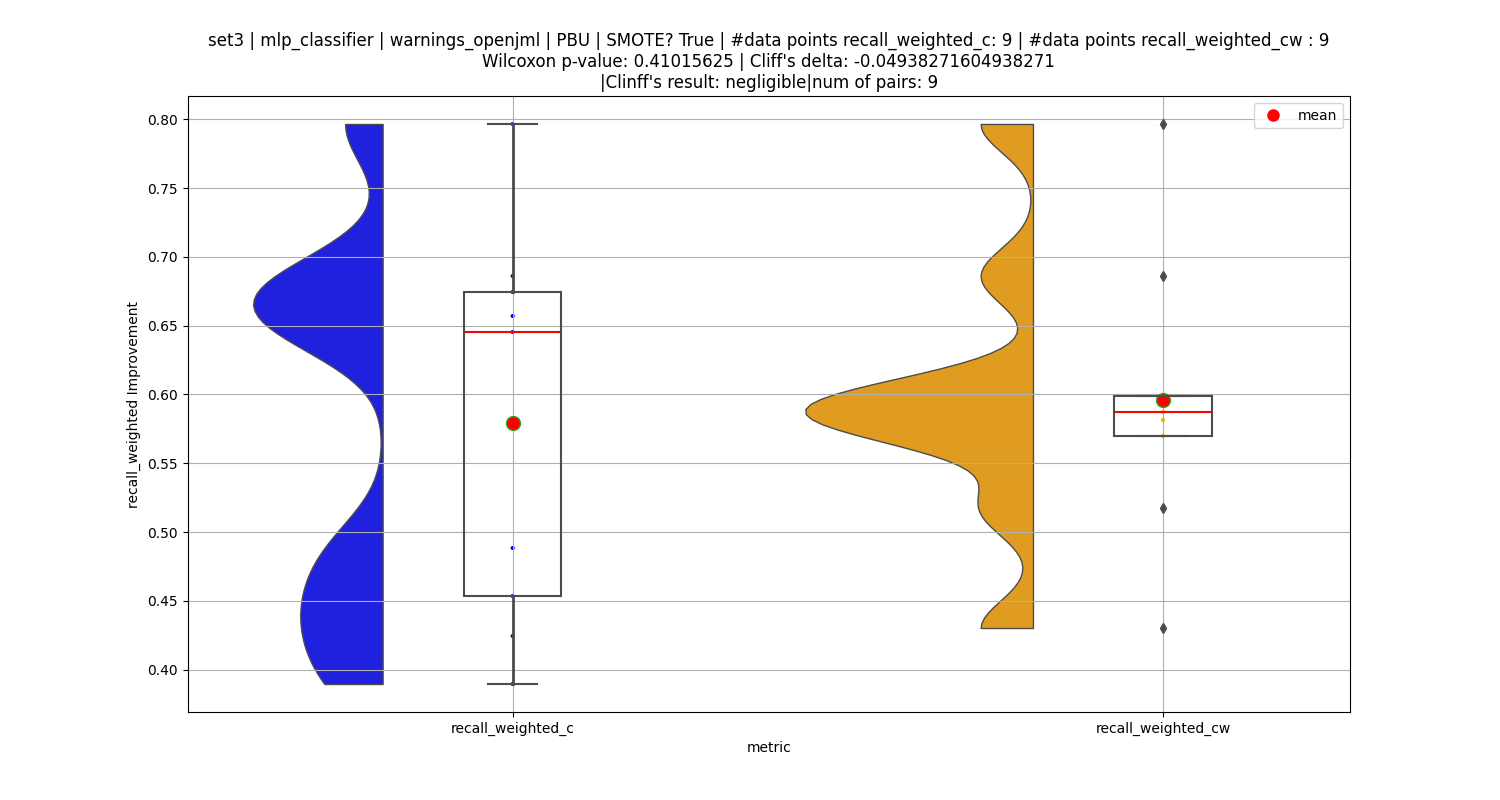 set3 | mlp_classifier | warnings_openjml | PBU | SMOTE? True | #data points recall_weighted_c: 9 | #data points recall_weighted_cw : 9
Wilcoxon p-value: 0.41015625 | Cliff's delta: -0.04938271604938271
|Clinff's result: negligible|num of pairs: 9
mean
0.80
0.75
0.70
0.65
0.60
0.55
0.50
0.45
0.40
recall_weighted Improvement
recall_weighted_c
recall_weighted_cw
metric